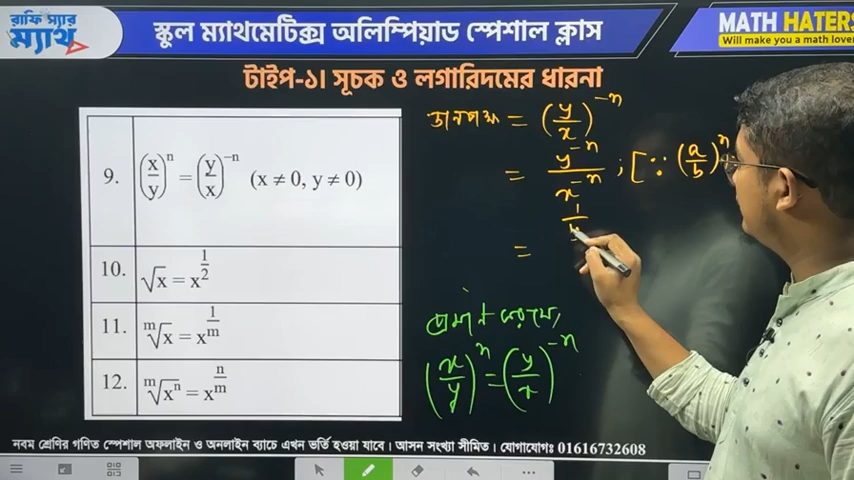 রাফি স্যার
ম্যাথ
স্কুল ম্যাথমেটিক্স অলিম্পিয়াড স্পেশাল ক্লাস
MATH HATERS
Will make you a math lover
টাইপ-১। সূচক ও লগারিদমের ধারনা
9. (x/y)^n = (y/x)^−n (x ≠ 0, y ≠ 0)
10. √x = x^(1/2)
11. ᵐ√x = x^(1/m)
12. ᵐ√xⁿ = x^(n/m)
ডানপক্ষ = (y/x)^−n
= y^−n / x^−n ; [∵ (a/b)^n
= 1/
প্রমাণ কর যে,
(x/y)^n = (y/x)^−n
নবম শ্রেণির গণিত স্পেশাল অফলাইন ও অনলাইন ব্যাচে এখন ভর্তি হওয়া যাবে। আসন সংখ্যা সীমিত। যোগাযোগঃ 01616732608